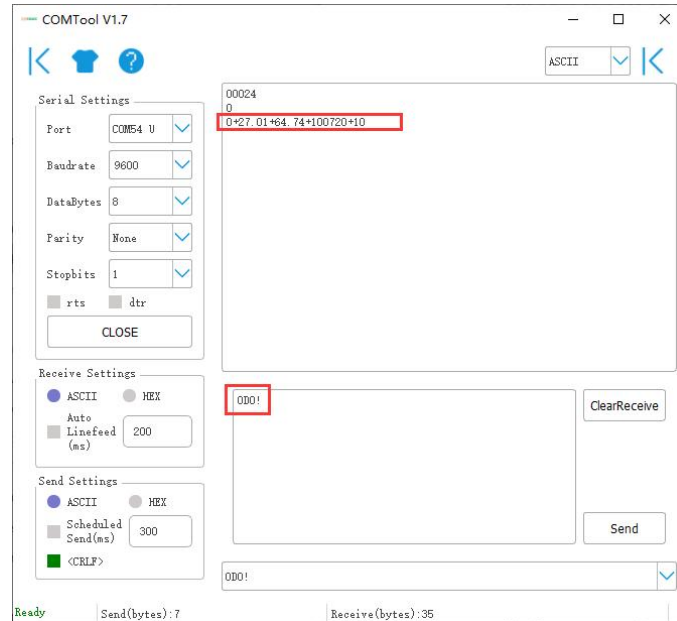 COMTool V1.7
ASCII
Serial Settings
Port COM54 U
Baudrate 9600
DataBytes 8
Parity None
Stopbits 1
rts dtr
CLOSE
Receive Settings
ASCII HEX
Auto
Linefeed
(ms)
200
Send Settings
ASCII HEX
Scheduled
Send(ms)
300
<CRLF>
00024
0
0+27.01+64.74+100720+10
0D0!
ClearReceive
Send
0D0!
Ready Send(bytes):7 Receive(bytes):35